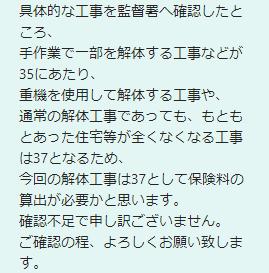 具体的な工事を監督署へ確認したと
ころ、
手作業で一部を解体する工事などが
35にあたり、
重機を使用して解体する工事や、
通常の解体工事であっても、もとも
とあった住宅等が全くなくなる工事
は37となるため、
今回の解体工事は37として保険料の
算出が必要かと思います。
確認不足で申し訳ございません。
ご確認の程、よろしくお願い致しま
す。